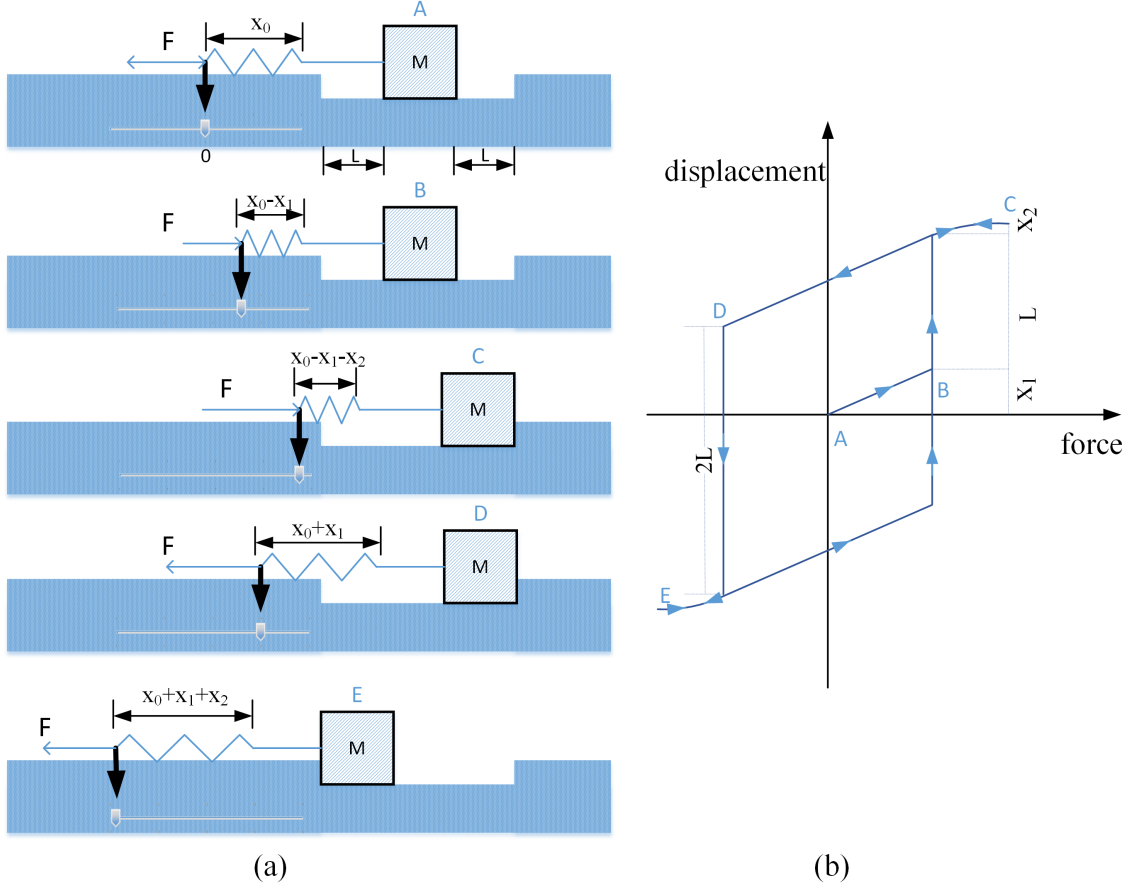 A
x₀
F
M
0
L
L
B
x₀-x₁
F
M
C
x₀-x₁-x₂
F
M
D
x₀+x₁
F
M
E
x₀+x₁+x₂
F
M
(a)
displacement
C
x₂
D
L
B
x₁
A
force
2L
E
(b)